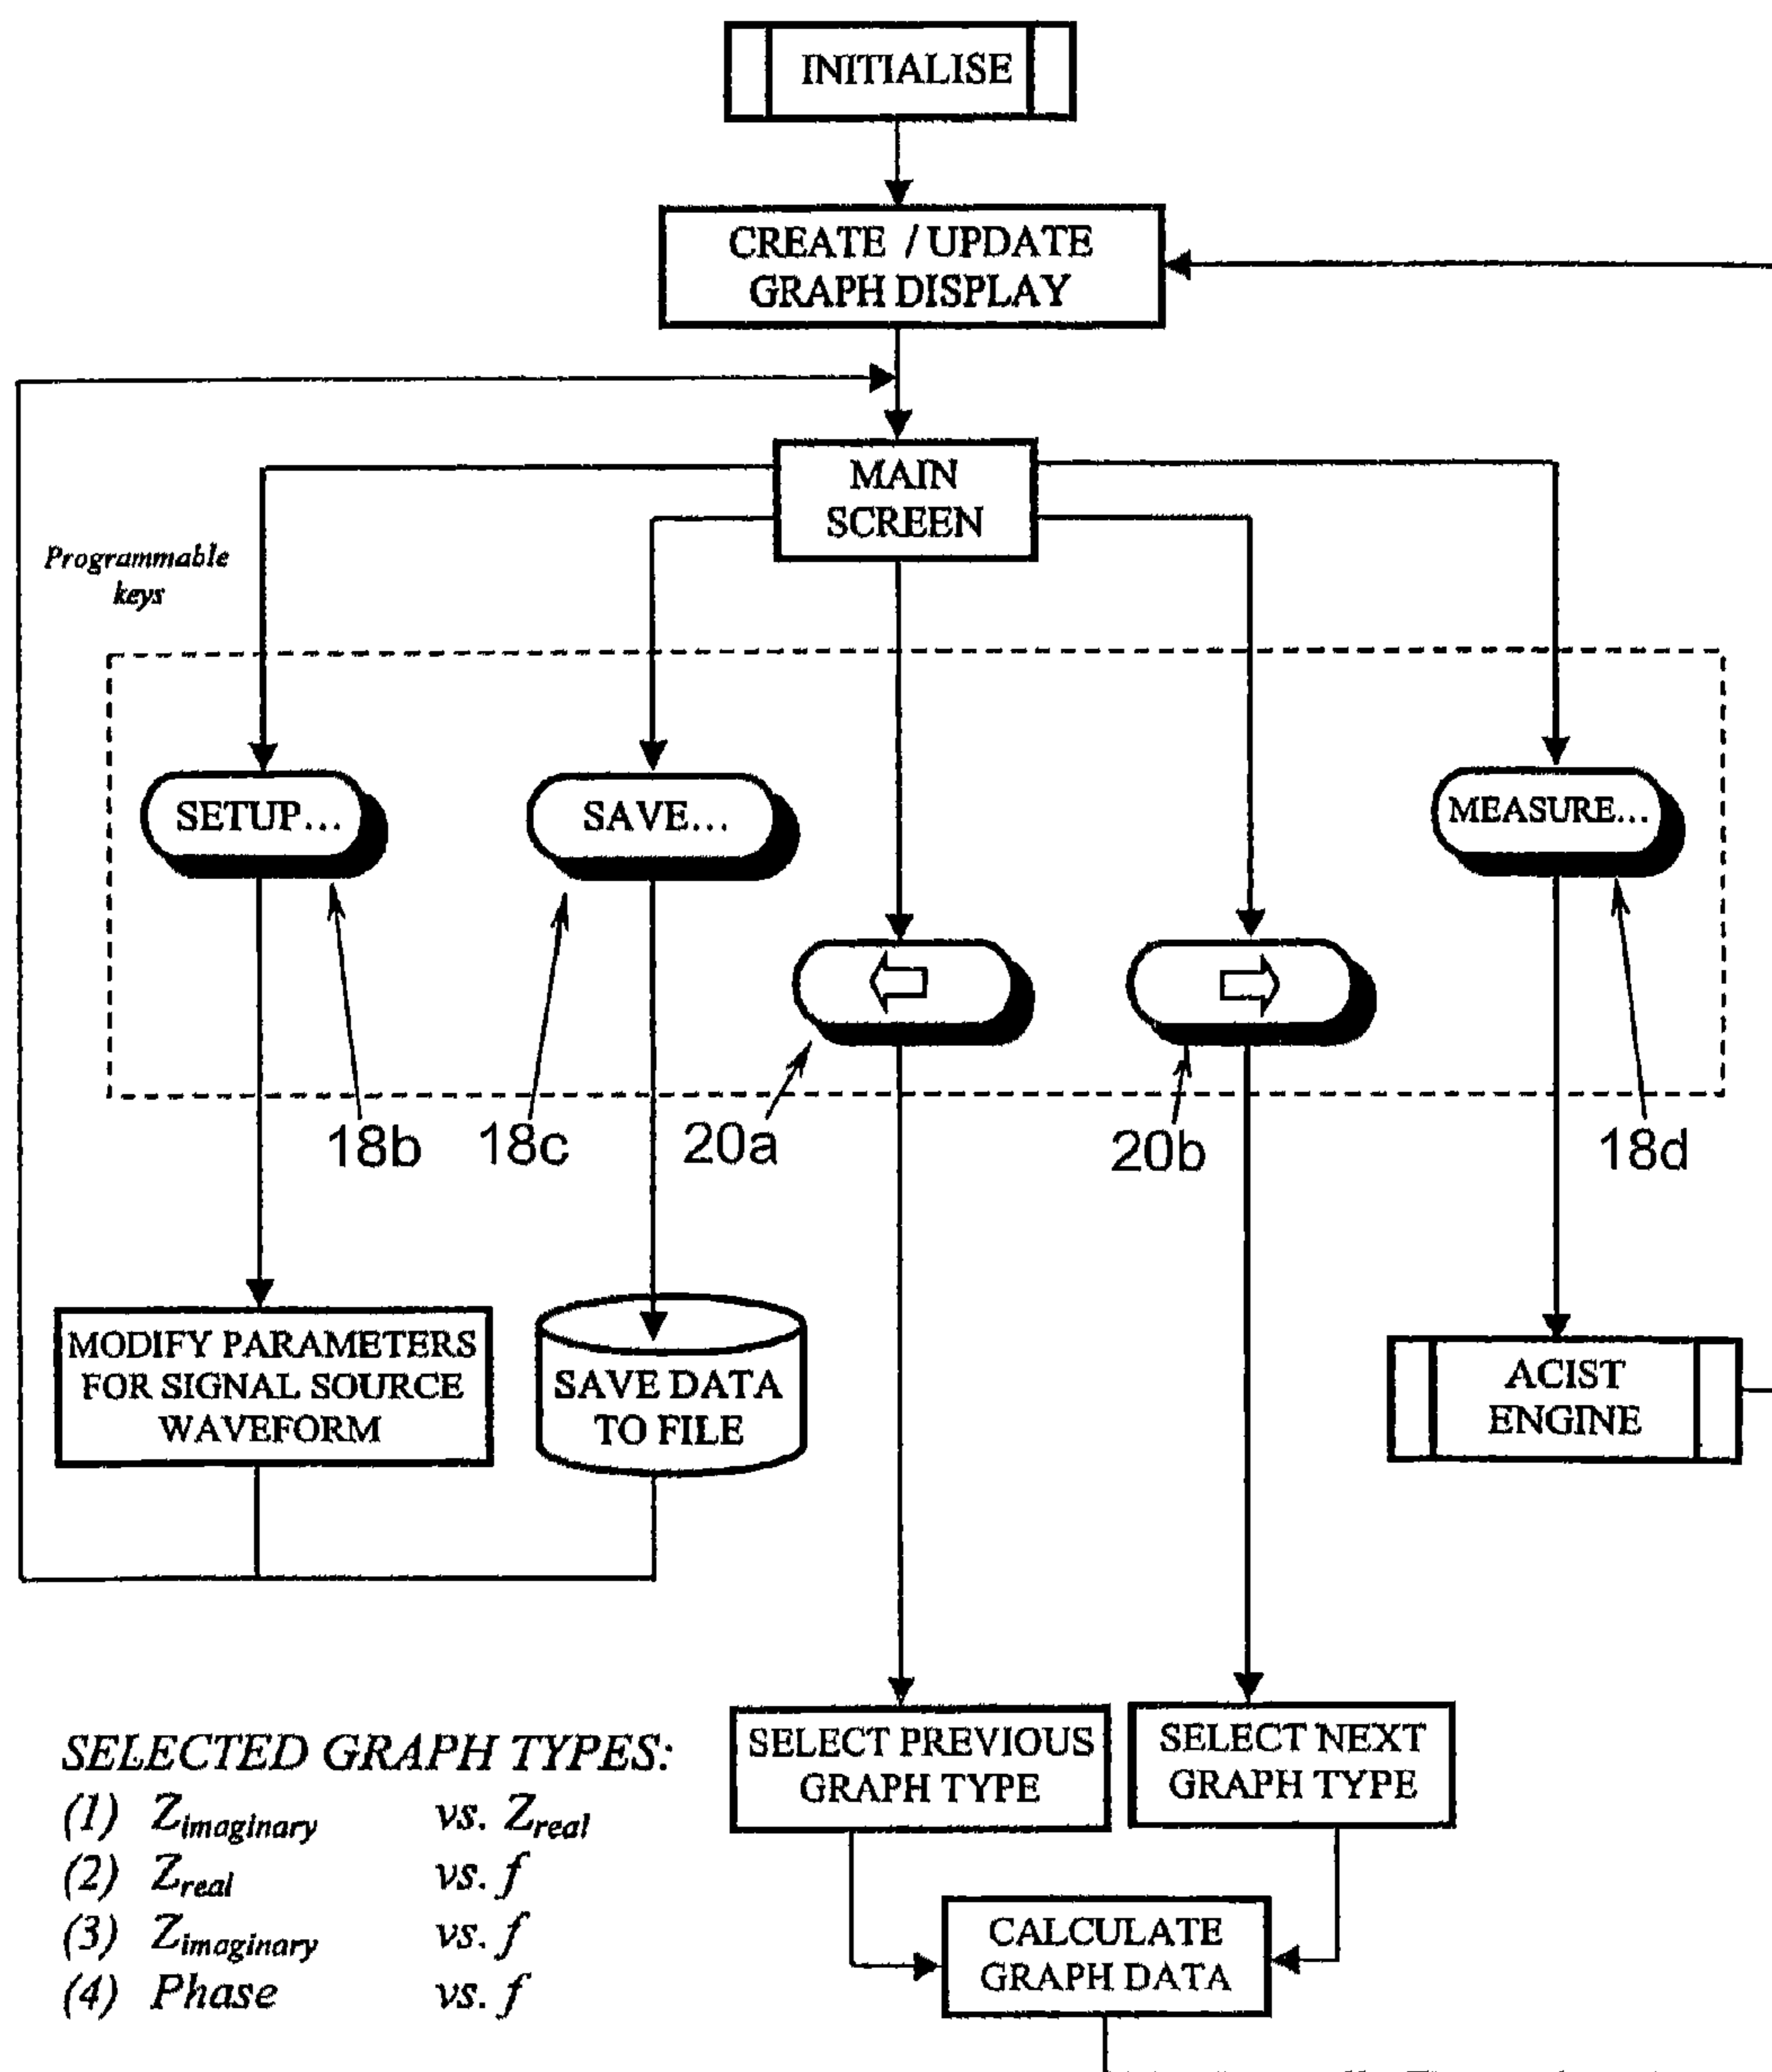 INITIALISE
CREATE / UPDATE
GRAPH DISPLAY
MAIN
SCREEN
Programmable
keys
SETUP...
SAVE...
MEASURE...
18b
18c
20a
20b
18d
MODIFY PARAMETERS
FOR SIGNAL SOURCE
WAVEFORM
SAVE DATA
TO FILE
ACIST
ENGINE
SELECT PREVIOUS
GRAPH TYPE
SELECT NEXT
GRAPH TYPE
CALCULATE
GRAPH DATA
SELECTED GRAPH TYPES:
(1) Zimaginary vs. Zreal
(2) Zreal vs. f
(3) Zimaginary vs. f
(4) Phase vs. f